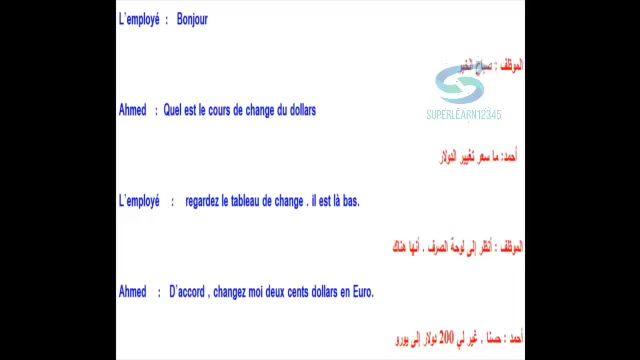 L'employé : Bonjour
الموظف : صباح الخير
SUPERLEARN12345
Ahmed : Quel est le cours de change du dollars
أحمد: ما سعر تغيير الدولار
L'employé : regardez le tableau de change . il est là bas.
الموظف : أنظر إلى لوحة الصرف . أنها هناك
Ahmed : D'accord , changez moi deux cents dollars en Euro.
أحمد : حسنا . غير لي 200 دولار إلى يورو